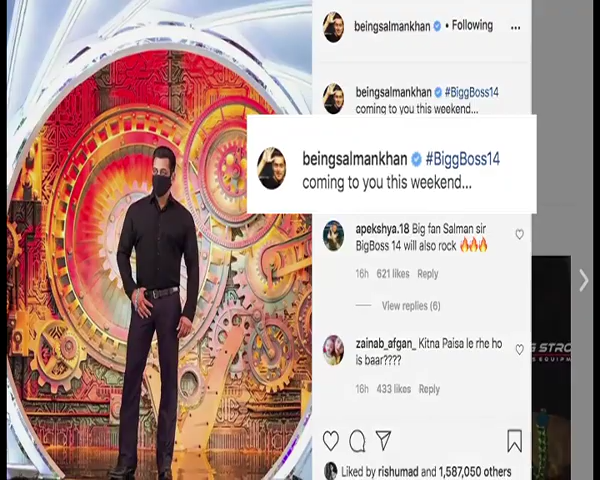 beingsalmankhan • Following
beingsalmankhan #BiggBoss14
coming to you this weekend...
beingsalmankhan #BiggBoss14
coming to you this weekend...
apekshya.18 Big fan Salman sir
BigBoss 14 will also rock 🔥🔥🔥
16h 621 likes Reply
View replies (6)
zainab_afgan_ Kitna Paisa le rhe ho
is baar????
16h 433 likes Reply
Liked by rishumad and 1,587,050 others